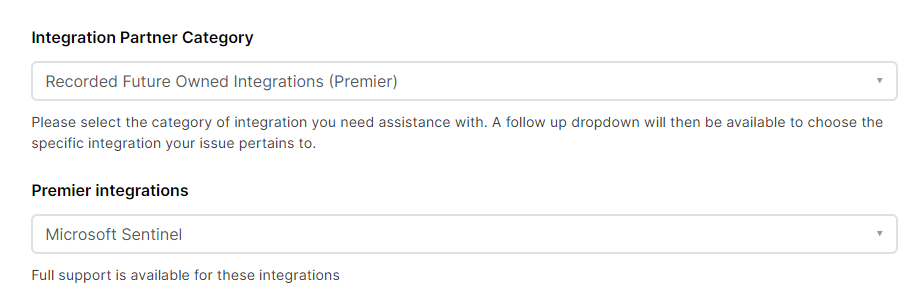 Integration Partner Category
Recorded Future Owned Integrations (Premier)
Please select the category of integration you need assistance with. A follow up dropdown will then be available to choose the
specific integration your issue pertains to.
Premier integrations
Microsoft Sentinel
Full support is available for these integrations